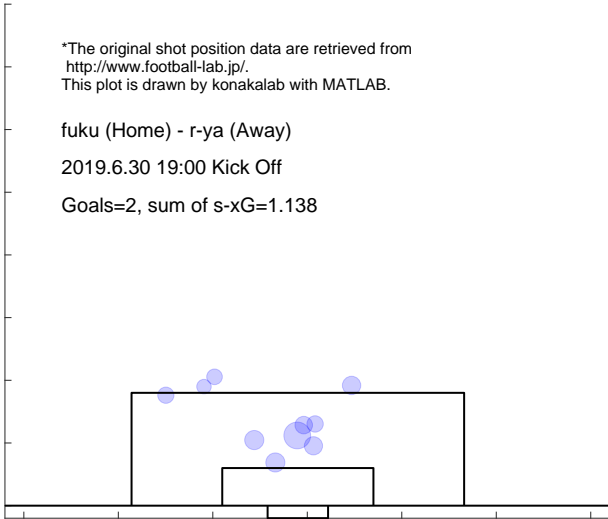 *The original shot position data are retrieved from
http://www.football-lab.jp/.
This plot is drawn by konakalab with MATLAB.
fuku (Home) - r-ya (Away)
2019.6.30 19:00 Kick Off
Goals=2, sum of s-xG=1.138